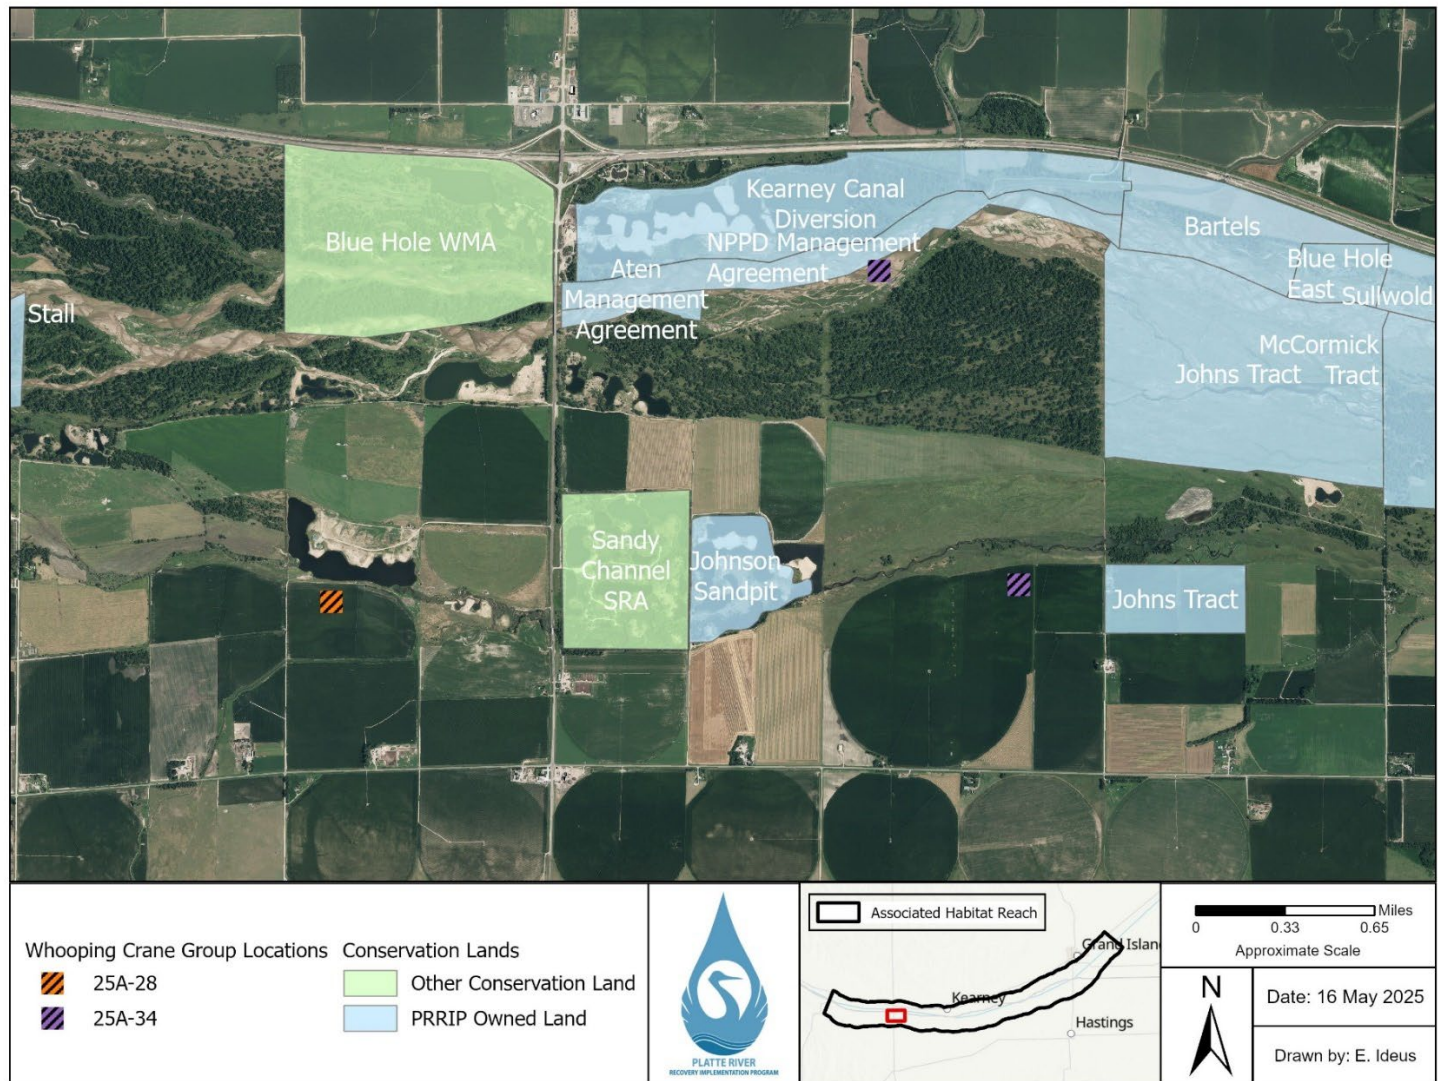 Blue Hole WMA
Kearney Canal
Diversion
NPPD Management
Agreement
Aten
Management
Agreement
Bartels
Blue Hole
East
Sullwold
Stall
McCormick
Tract
Johns Tract
Sandy
Channel
SRA
Johnson
Sandpit
Johns Tract
Whooping Crane Group Locations
25A-28
25A-34
Conservation Lands
Other Conservation Land
PRRIP Owned Land
PLATTE RIVER
RECOVERY IMPLEMENTATION PROGRAM
Associated Habitat Reach
Grand Islan
Kearney
Hastings
Miles
0 0.33 0.65
Approximate Scale
N
Date: 16 May 2025
Drawn by: E. Ideus